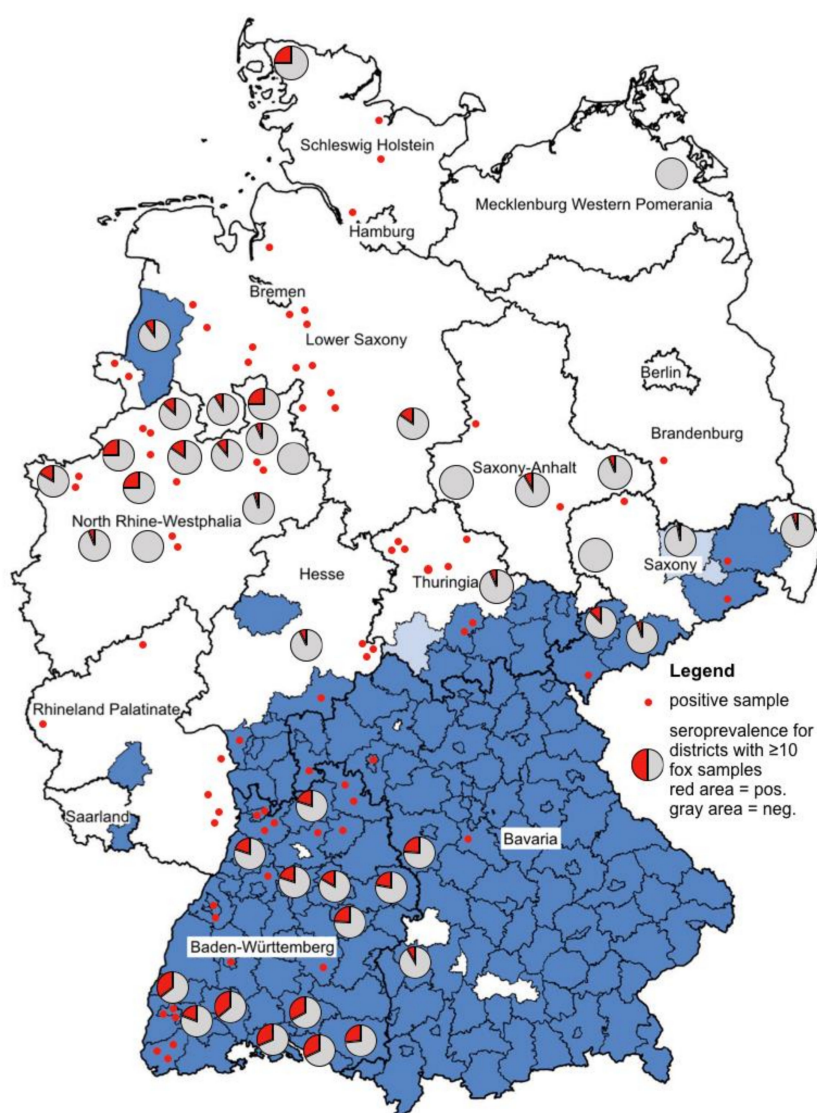 Schleswig Holstein
Mecklenburg Western Pomerania
Hamburg
Bremen
Lower Saxony
Berlin
Brandenburg
Saxony-Anhalt
North Rhine-Westphalia
Hesse
Thuringia
Saxony
Rhineland Palatinate
Saarland
Bavaria
Baden-Württemberg
Legend
positive sample
seroprevalence for
districts with ≥10
fox samples
red area = pos.
gray area = neg.